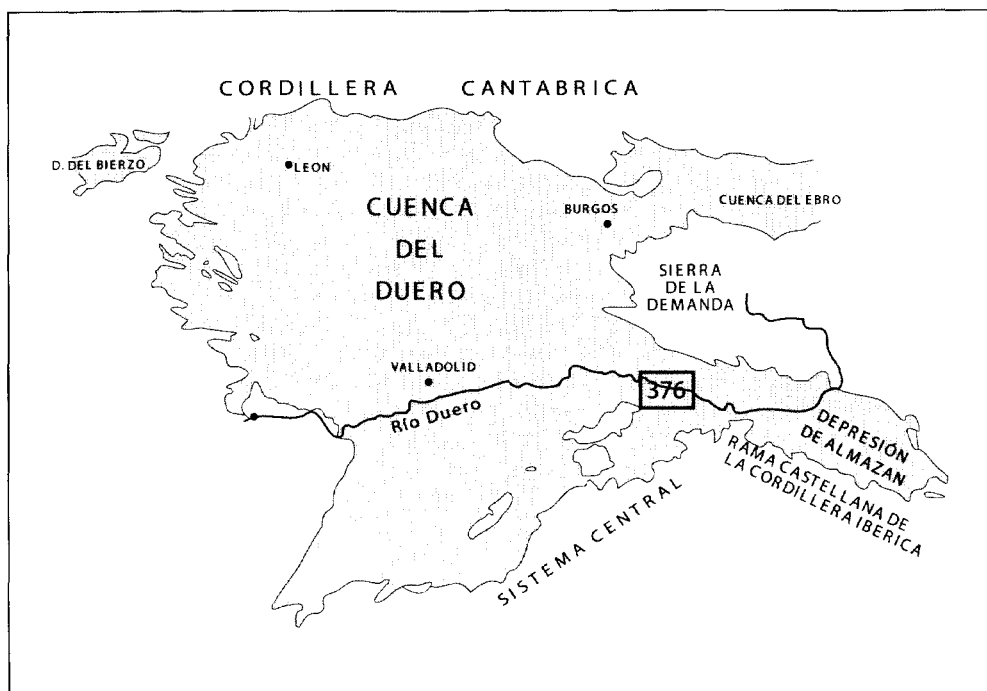 CORDILLERA CANTABRICA
D. DEL BIERZO
LEON
CUENCA
DEL
DUERO
BURGOS
CUENCA DEL EBRO
SIERRA
DE LA
DEMANDA
VALLADOLID
Río Duero
376
DEPRESIÓN
DE ALMAZAN
RAMA CASTELLANA DE
LA CORDILLERA IBERICA
SISTEMA CENTRAL